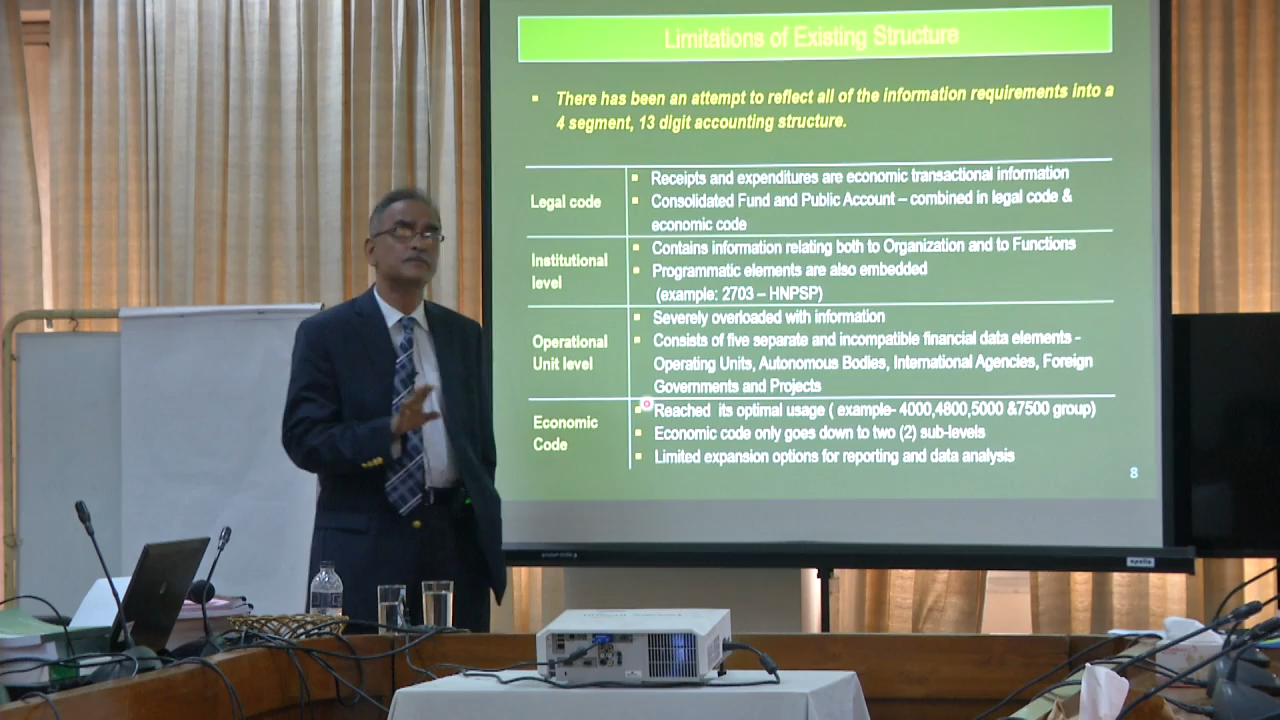 Limitations of Existing Structure
There has been an attempt to reflect all of the information requirements into a
4 segment, 13 digit accounting structure.
Legal code
Receipts and expenditures are economic transactional information
Consolidated Fund and Public Account – combined in legal code &
economic code
Institutional
level
Contains information relating both to Organization and to Functions
Programmatic elements are also embedded
(example: 2703 – HNPSP)
Operational
Unit level
Severely overloaded with information
Consists of five separate and incompatible financial data elements -
Operating Units, Autonomous Bodies, International Agencies, Foreign
Governments and Projects
Economic
Code
Reached its optimal usage ( example- 4000,4800,5000 &7500 group)
Economic code only goes down to two (2) sub-levels
Limited expansion options for reporting and data analysis
8
apollo